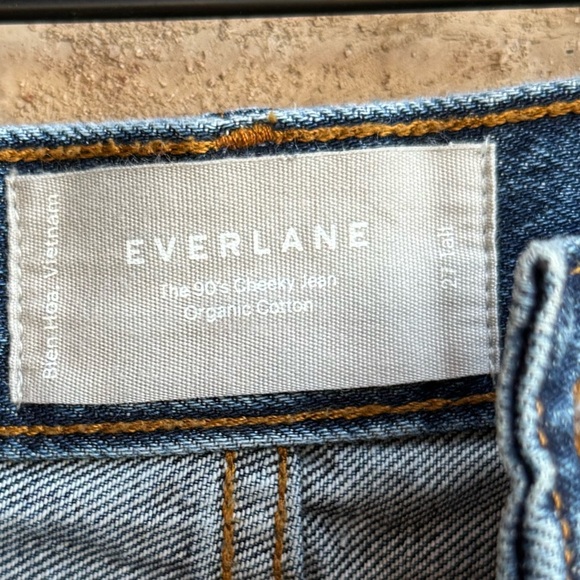 Bien Hoa, Vietnam
EVERLANE
The 90's Cheeky Jean
Organic Cotton
27 Tall